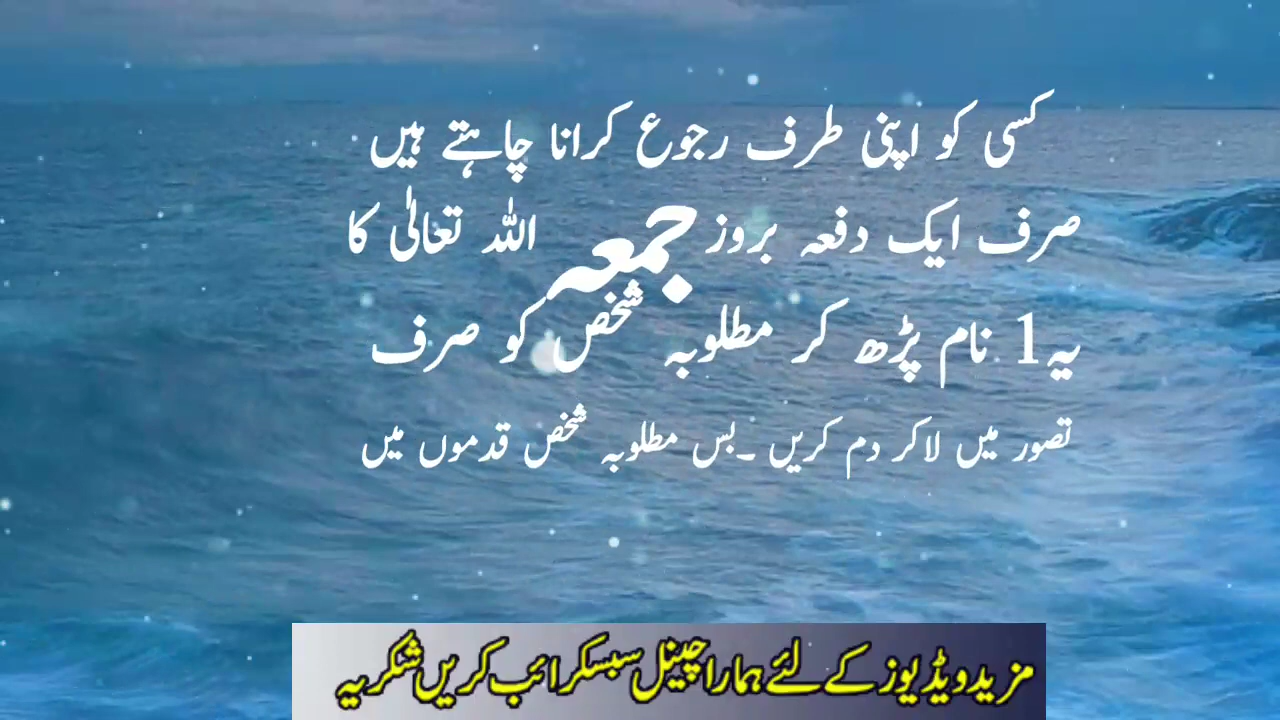 کسی کو اپنی طرف رجوع کرانا چاہتے ہیں
صرف ایک دفعہ بروز جمعہ اللہ تعالٰی کا
یہ 1 نام پڑھ کر مطلوبہ شخص کو صرف
تصور میں لاکر دم کریں ۔بس مطلوبہ شخص قدموں میں
مزید ویڈیوز کے لئے ہمارا چینل سبسکرائب کریں شکریہ